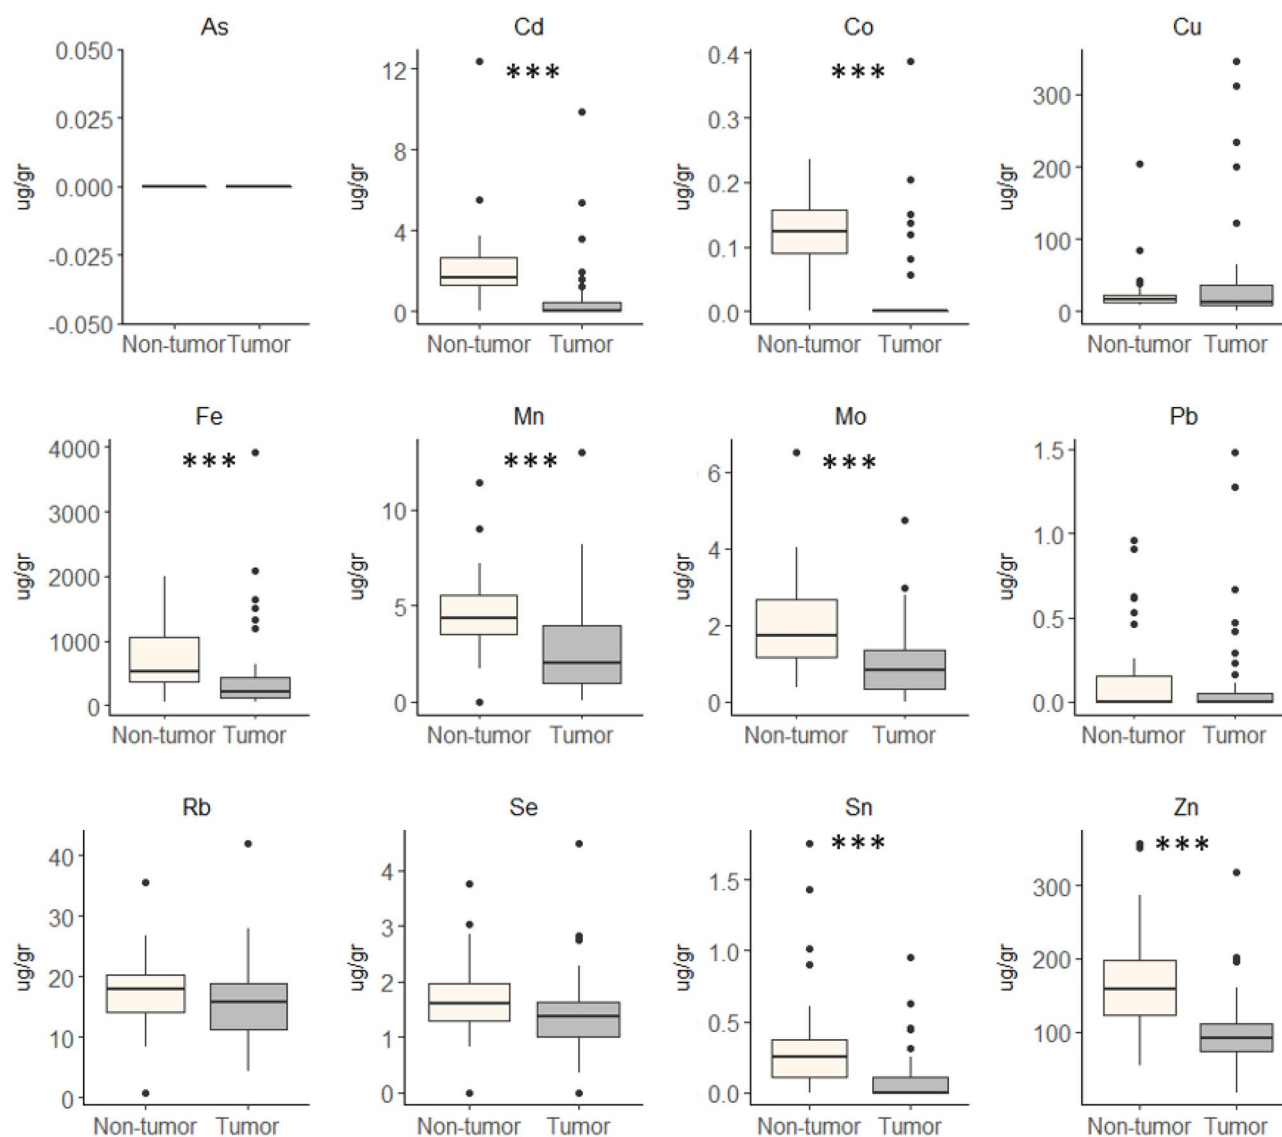 As Cd Co Cu
0.050
0.025
0.000
-0.025
-0.050
ug/gr
Non-tumor Tumor
***
12
8
4
0
ug/gr
Non-tumor Tumor
***
0.4
0.3
0.2
0.1
0.0
ug/gr
Non-tumor Tumor
300
200
100
0
ug/gr
Non-tumor Tumor
Fe Mn Mo Pb
***
4000
3000
2000
1000
0
ug/gr
Non-tumor Tumor
***
10
5
0
ug/gr
Non-tumor Tumor
***
6
4
2
0
ug/gr
Non-tumor Tumor
1.5
1.0
0.5
0.0
ug/gr
Non-tumor Tumor
Rb Se Sn Zn
40
30
20
10
0
ug/gr
Non-tumor Tumor
4
3
2
1
0
ug/gr
Non-tumor Tumor
***
1.5
1.0
0.5
0.0
ug/gr
Non-tumor Tumor
***
300
200
100
ug/gr
Non-tumor Tumor